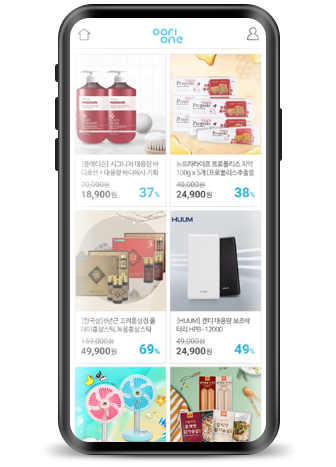 oori
one
[폴메디스] 시그니처 대용량 바
디로션 + 대용량 바디워시 기획
30,000원
18,900원 37%
뉴트라라이프 프로폴리스 치약
100g x 5개(프로폴리스추출물
40,000원
24,900원 38%
[천국삼] 6년근 고려홍삼정 올
데이홍삼스틱,녹용홍삼스틱
159,000원
49,900원 69%
HUUM
[HUUM] 캔디 대용량 보조배
터리 HPB-12000
49,000원
24,900원 49%